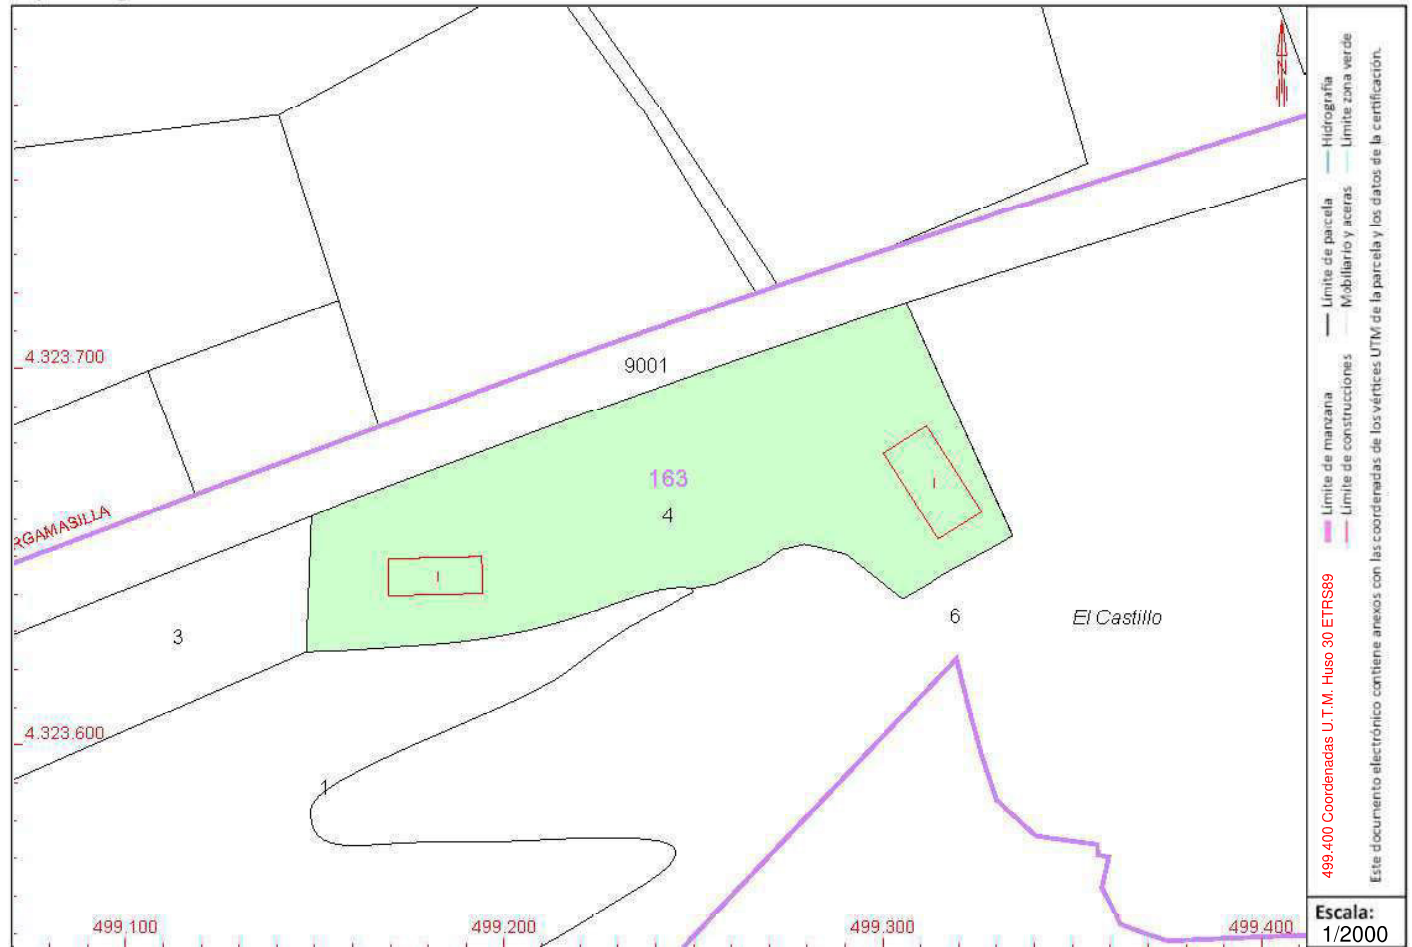 4.323.700
9001
163
4
RGAMASILLA
I
I
3
6
El Castillo
4.323.600
1
499.100
499.200
499.300
499.400
Límite de manzana
Límite de parcela
Hidrografía
Límite de construcciones
Mobiliario y aceras
Límite zona verde
499.400 Coordenadas U.T.M. Huso 30 ETRS89
Este documento electrónico contiene anexos con las coordenadas de los vértices UTM de la parcela y los datos de la certificación.
Escala:
1/2000